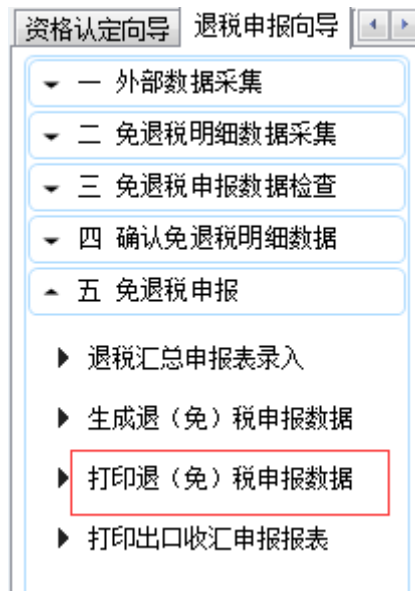 资格认定向导 退税申报向导
一 外部数据采集
二 免退税明细数据采集
三 免退税申报数据检查
四 确认免退税明细数据
五 免退税申报
退税汇总申报表录入
生成退（免）税申报数据
打印退（免）税申报数据
打印出口收汇申报报表